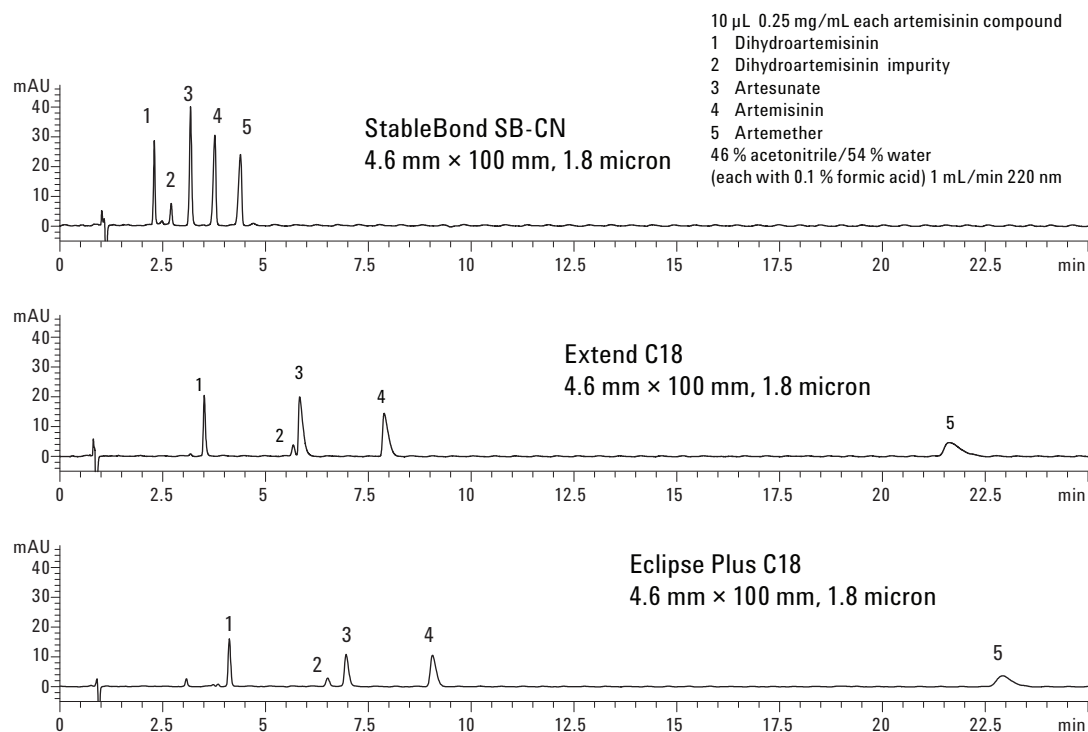 10 µL 0.25 mg/mL each artemisinin compound
1 Dihydroartemisinin
2 Dihydroartemisinin impurity
3 Artesunate
4 Artemisinin
5 Artemether
46 % acetonitrile/54 % water
(each with 0.1 % formic acid) 1 mL/min 220 nm
mAU
40
30
20
10
0
1
2
3
4
5
StableBond SB-CN
4.6 mm × 100 mm, 1.8 micron
0 2.5 5 7.5 10 12.5 15 17.5 20 22.5 min
mAU
40
30
20
10
0
1
2
3
4
5
Extend C18
4.6 mm × 100 mm, 1.8 micron
0 2.5 5 7.5 10 12.5 15 17.5 20 22.5 min
mAU
40
30
20
10
0
1
2
3
4
5
Eclipse Plus C18
4.6 mm × 100 mm, 1.8 micron
0 2.5 5 7.5 10 12.5 15 17.5 20 22.5 min